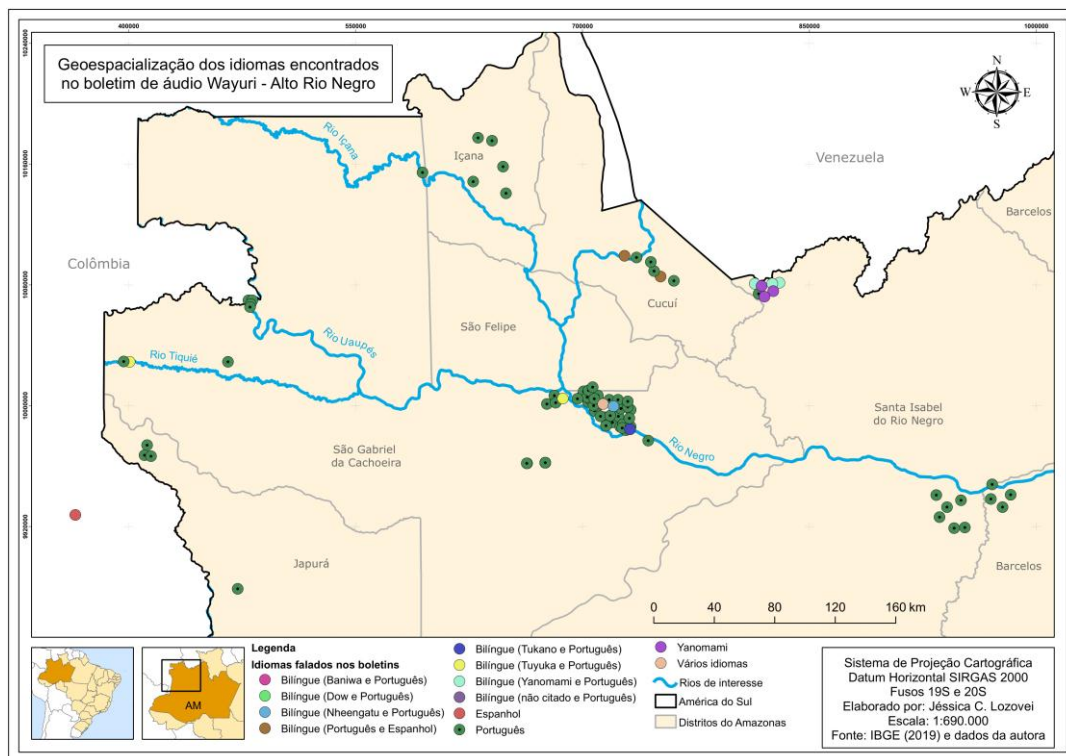 400000
550000
700000
850000
1000000
10240000
10160000
10080000
10000000
9920000
Geoespacialização dos idiomas encontrados
no boletim de áudio Wayuri - Alto Rio Negro
N
W
E
S
Rio Içana
Içana
Venezuela
Barcelos
Colômbia
Cucuí
São Felipe
Rio Uaupés
Rio Tiquié
Santa Isabel
do Rio Negro
São Gabriel
da Cachoeira
Rio Negro
Japurá
Barcelos
0
40
80
120
160 km
AM
Legenda
Idiomas falados nos boletins
Bilíngue (Baniwa e Português)
Bilíngue (Dow e Português)
Bilíngue (Nheengatu e Português)
Bilíngue (Português e Espanhol)
Bilíngue (Tukano e Português)
Bilíngue (Tuyuka e Português)
Bilíngue (Yanomami e Português)
Bilíngue (não citado e Português)
Espanhol
Português
Yanomami
Vários idiomas
Rios de interesse
América do Sul
Distritos do Amazonas
Sistema de Projeção Cartográfica
Datum Horizontal SIRGAS 2000
Fusos 19S e 20S
Elaborado por: Jéssica C. Lozovei
Escala: 1:690.000
Fonte: IBGE (2019) e dados da autora